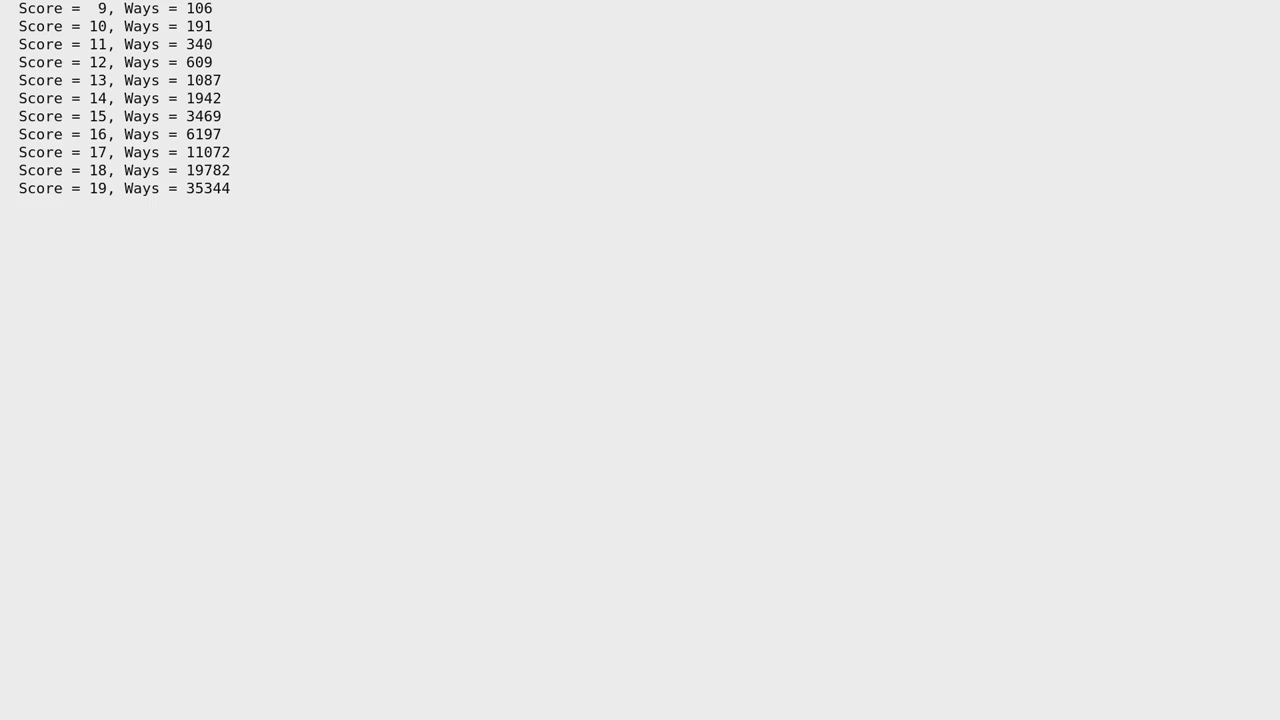 Score =  9, Ways = 106
Score = 10, Ways = 191
Score = 11, Ways = 340
Score = 12, Ways = 609
Score = 13, Ways = 1087
Score = 14, Ways = 1942
Score = 15, Ways = 3469
Score = 16, Ways = 6197
Score = 17, Ways = 11072
Score = 18, Ways = 19782
Score = 19, Ways = 35344